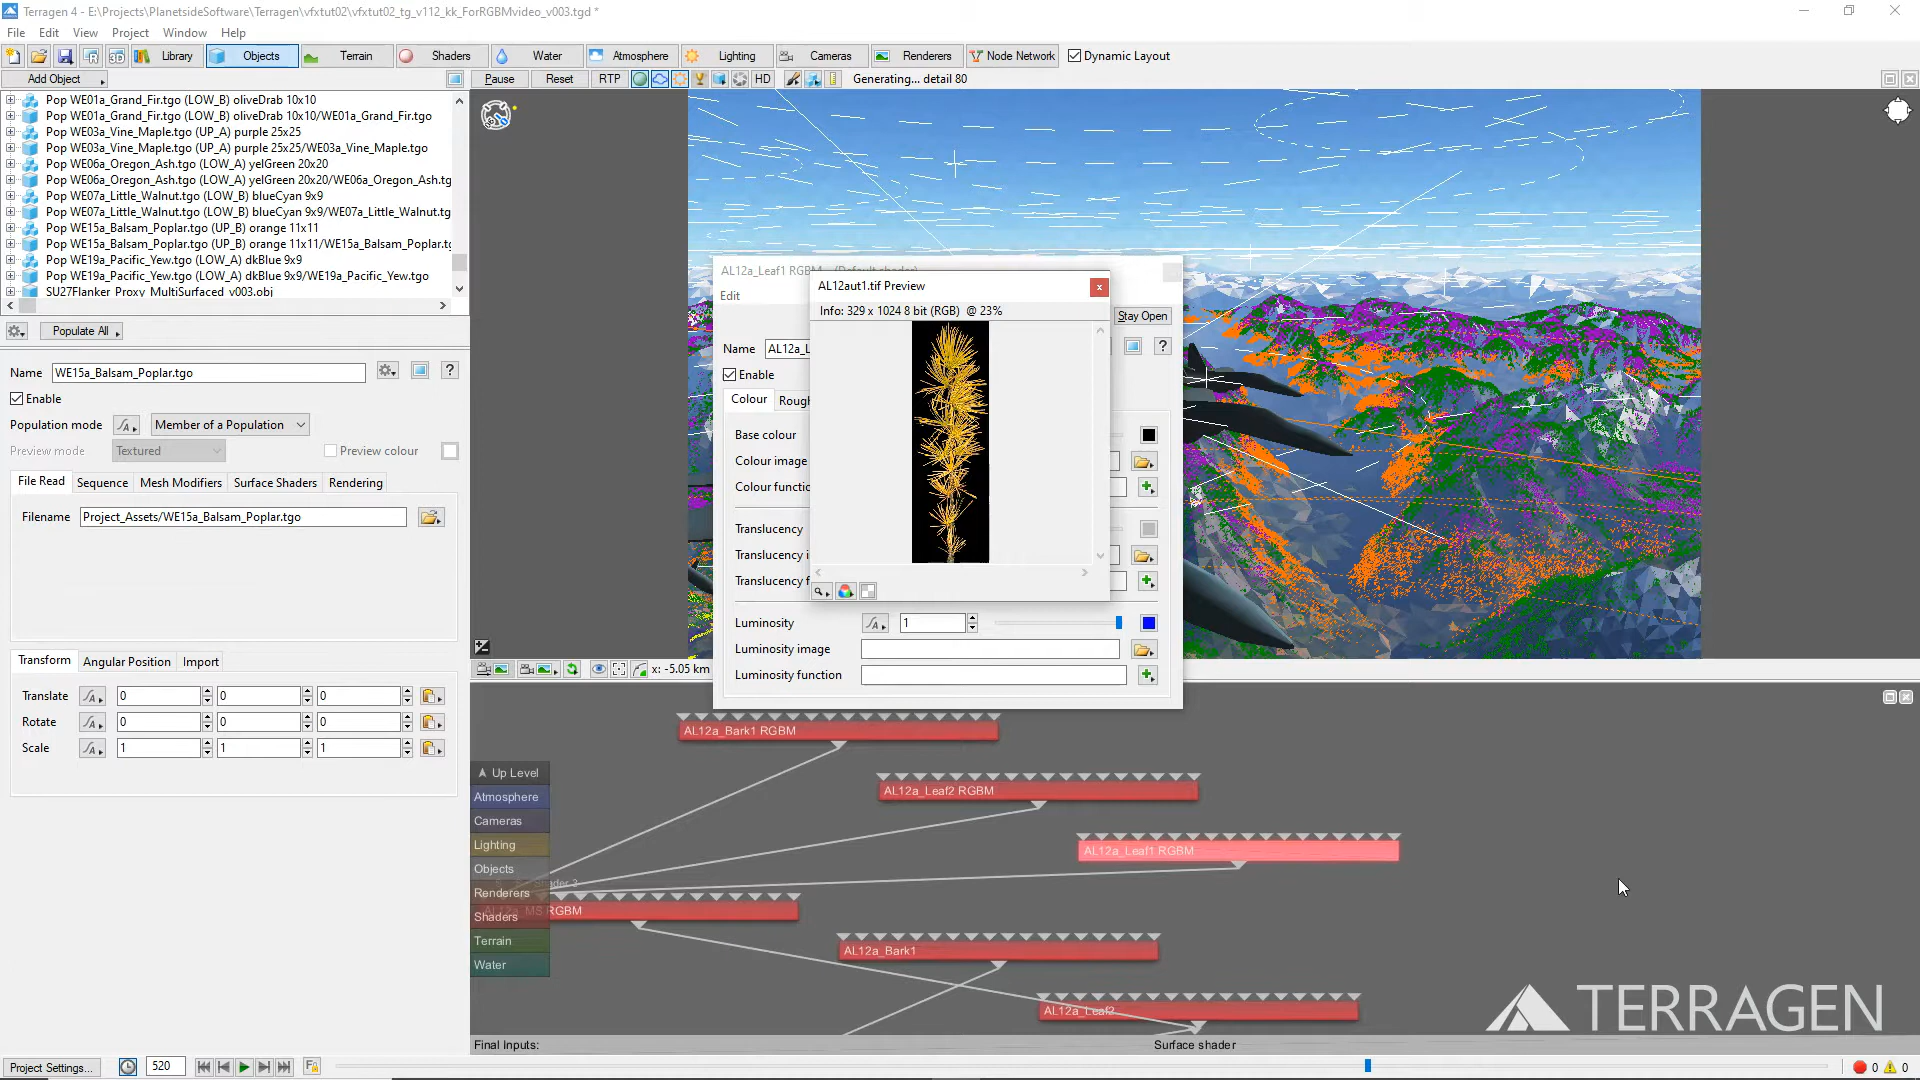 Terragen 4 - E:\Projects\PlanetsideSoftware\Terragen\vfxtut02\vfxtut02_tg_v112_kk_ForRGBMvideo_v003.tgd *
File Edit View Project Window Help
Library Objects Terrain Shaders Water Atmosphere Lighting Cameras Renderers Node Network Dynamic Layout
Add Object Pause Reset RTP HD Generating... detail 80
Pop WE01a_Grand_Fir.tgo (LOW_B) oliveDrab 10x10
Pop WE01a_Grand_Fir.tgo (LOW_B) oliveDrab 10x10/WE01a_Grand_Fir.tgo
Pop WE03a_Vine_Maple.tgo (UP_A) purple 25x25
Pop WE03a_Vine_Maple.tgo (UP_A) purple 25x25/WE03a_Vine_Maple.tgo
Pop WE06a_Oregon_Ash.tgo (LOW_A) yelGreen 20x20
Pop WE06a_Oregon_Ash.tgo (LOW_A) yelGreen 20x20/WE06a_Oregon_Ash.tg
Pop WE07a_Little_Walnut.tgo (LOW_B) blueCyan 9x9
Pop WE07a_Little_Walnut.tgo (LOW_B) blueCyan 9x9/WE07a_Little_Walnut.tg
Pop WE15a_Balsam_Poplar.tgo (UP_B) orange 11x11
Pop WE15a_Balsam_Poplar.tgo (UP_B) orange 11x11/WE15a_Balsam_Poplar.t
Pop WE19a_Pacific_Yew.tgo (LOW_A) dkBlue 9x9
Pop WE19a_Pacific_Yew.tgo (LOW_A) dkBlue 9x9/WE19a_Pacific_Yew.tgo
SU27Flanker_Proxy_MultiSurfaced_v003.obj
Populate All
Name WE15a_Balsam_Poplar.tgo ?
Enable
Population mode Member of a Population
Preview mode Textured Preview colour
File Read Sequence Mesh Modifiers Surface Shaders Rendering
Filename Project_Assets/WE15a_Balsam_Poplar.tgo
Transform Angular Position Import
Translate 0 0 0
Rotate 0 0 0
Scale 1 1 1
AL12a_Leaf1 RGBM (Default shader)
Edit
AL12aut1.tif Preview x
Info: 329 x 1024 8 bit (RGB) @ 23%
Stay Open
Name AL12a_L ?
Enable
Colour Rough
Base colour
Colour image
Colour functio
Translucency
Translucency i
Translucency f
Luminosity 1
Luminosity image
Luminosity function
x: -5.05 km
AL12a_Bark1 RGBM
AL12a_Leaf2 RGBM
AL12a_Leaf1 RGBM
Up Level
Atmosphere
Cameras
Lighting
Objects
Renderers
Shaders
Terrain
Water
Shader 3
MS RGBM
AL12a_Bark1
AL12a_Leaf2
TERRAGEN
Final Inputs: Surface shader
Project Settings... 520 0 0